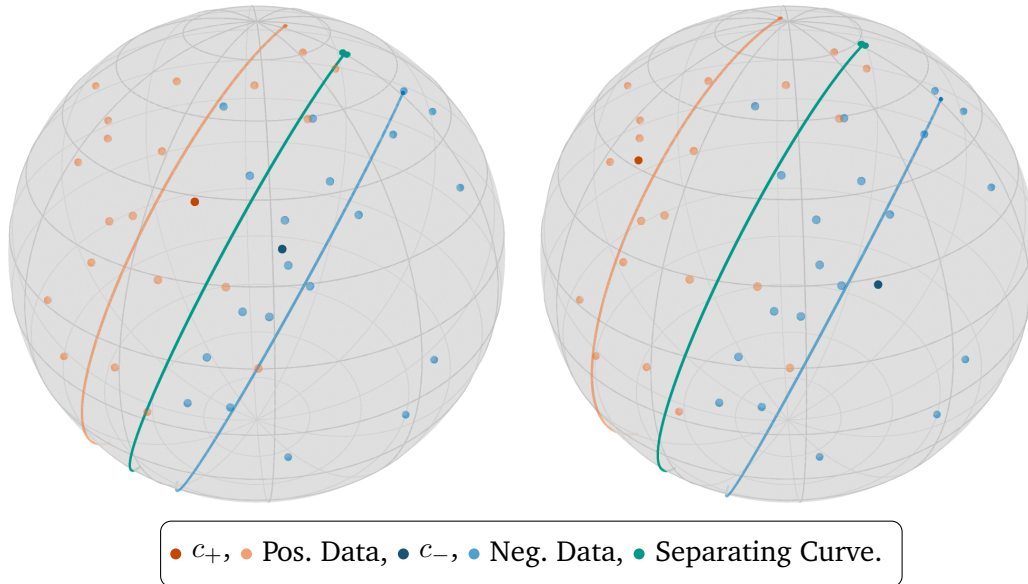 c₊, Pos. Data, c₋, Neg. Data, Separating Curve.